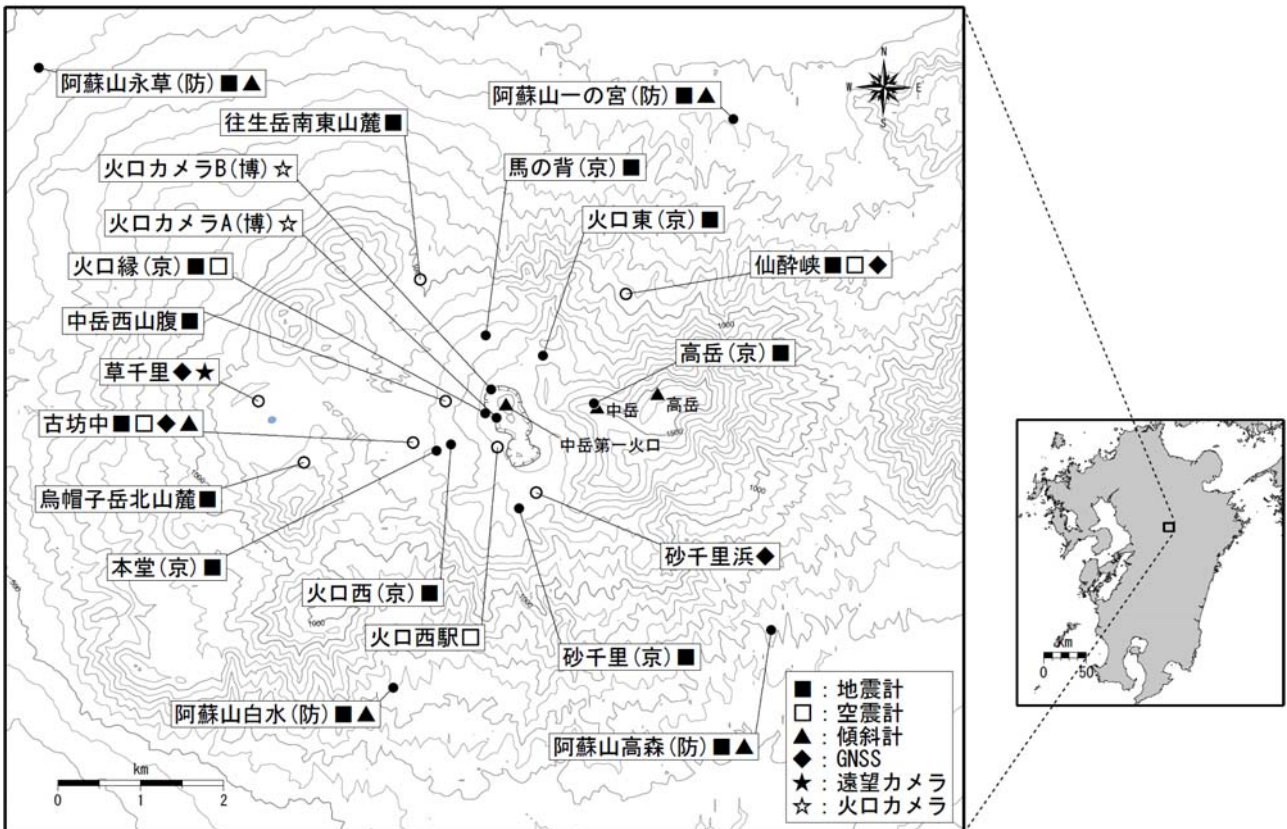 阿蘇山永草(防)■▲
阿蘇山一の宮(防)■▲
N
W
E
S
往生岳南東山麓■
火口カメラB(博)☆
馬の背(京)■
火口カメラA(博)☆
火口東(京)■
火口縁(京)■□
仙酔峡■□◆
中岳西山腹■
1000
高岳(京)■
草千里◆★
中岳
高岳
古坊中■□◆▲
中岳第一火口
1500
1000
1000
烏帽子岳北山麓■
本堂(京)■
砂千里浜◆
火口西(京)■
1000
1000
500
火口西駅□
砂千里(京)■
阿蘇山白水(防)■▲
阿蘇山高森(防)■▲
■：地震計
□：空震計
▲：傾斜計
◆：GNSS
★：遠望カメラ
☆：火口カメラ
km
0
2
km
0
50